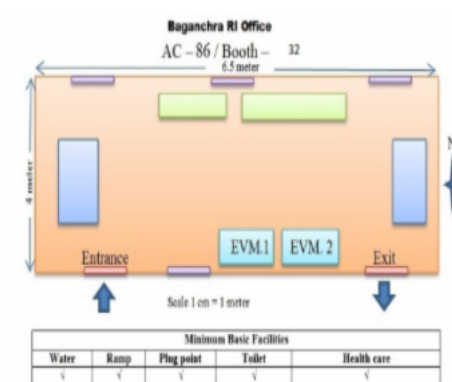 Baganchra RI Office
AC – 86 / Booth – 32
6.5 meter
4 meter
N
EVM.1 EVM. 2
Entrance Exit
Scale 1 cm = 1 meter
Minimum Basic Facilities
Water Ramp Plug point Toilet Health care
√ √ √ √ √